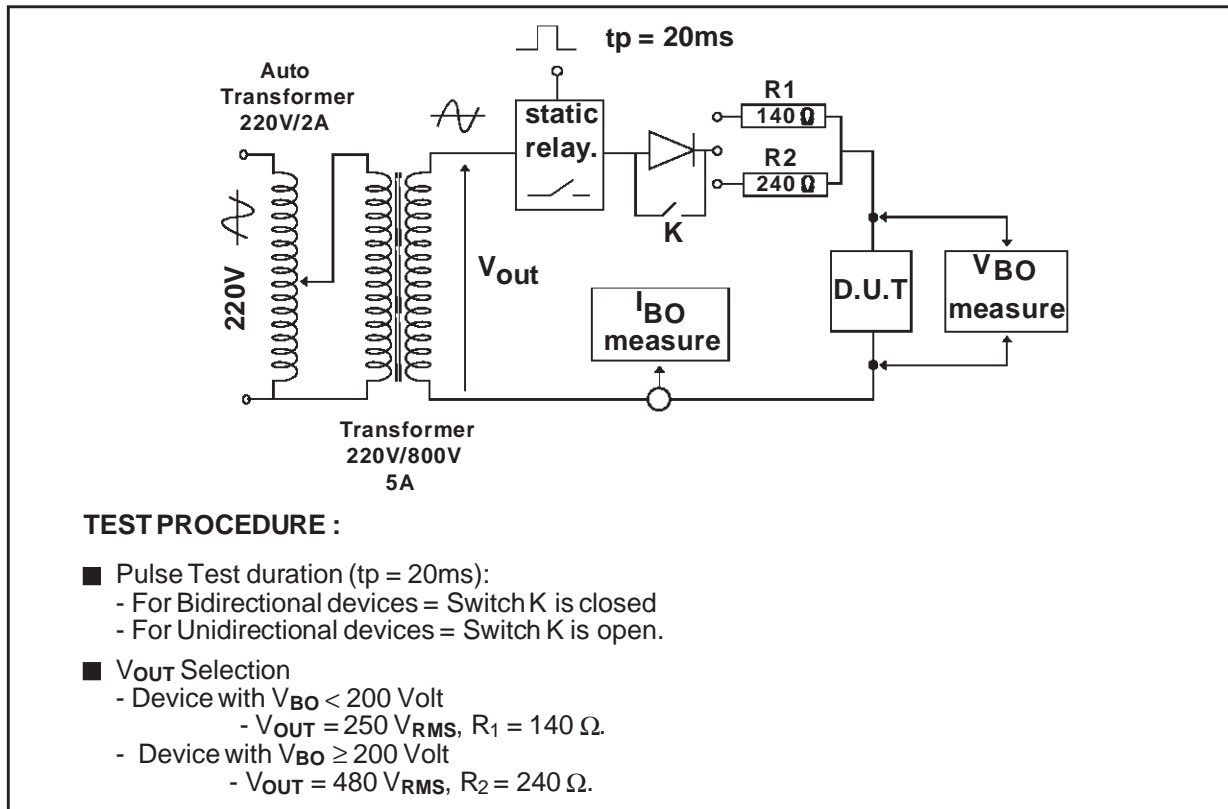 tp = 20ms
Auto
Transformer
220V/2A
static
relay.
R1
140 Ω
R2
240 Ω
K
220V
Vout
IBO
measure
D.U.T
VBO
measure
Transformer
220V/800V
5A
TEST PROCEDURE :
■ Pulse Test duration (tp = 20ms):
- For Bidirectional devices = Switch K is closed
- For Unidirectional devices = Switch K is open.
■ VOUT Selection
- Device with VBO < 200 Volt
- VOUT = 250 VRMS, R1 = 140 Ω.
- Device with VBO ≥ 200 Volt
- VOUT = 480 VRMS, R2 = 240 Ω.